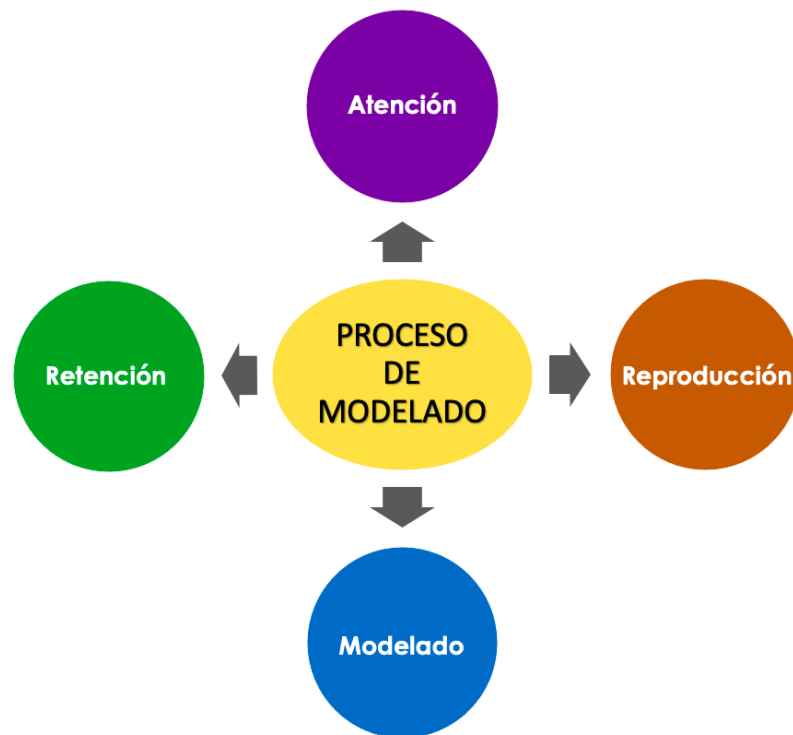 Atención
Retención
PROCESO
DE
MODELADO
Reproducción
Modelado